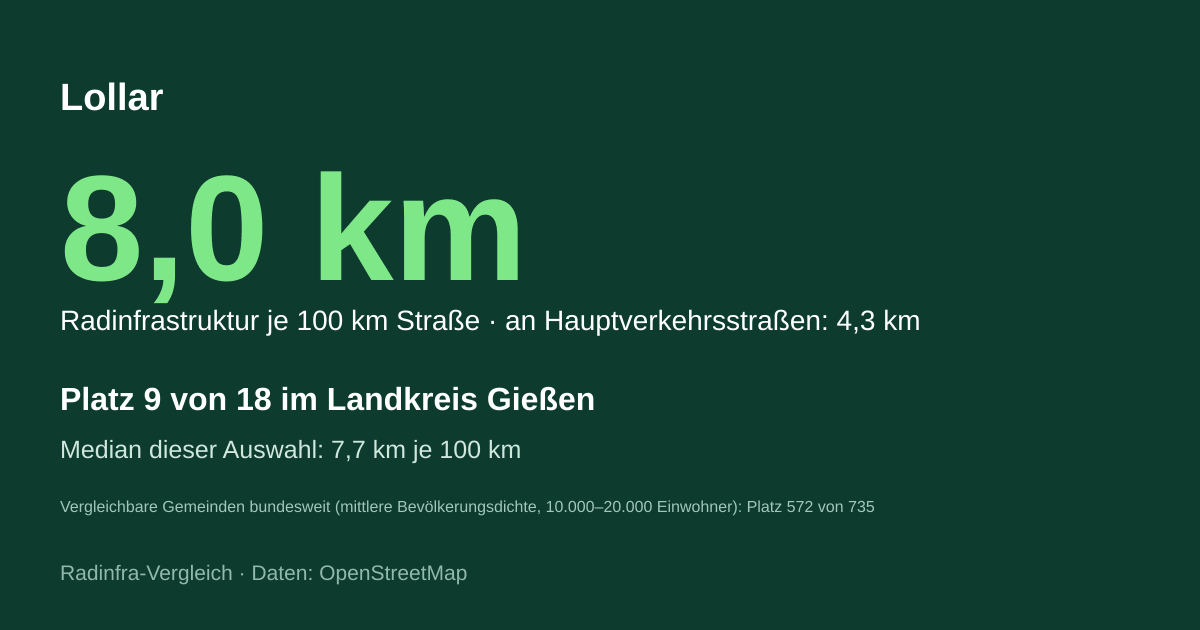 Lollar
8,0 km
Radinfrastruktur je 100 km Straße · an Hauptverkehrsstraßen: 4,3 km
Platz 9 von 18 im Landkreis Gießen
Median dieser Auswahl: 7,7 km je 100 km
Vergleichbare Gemeinden bundesweit (mittlere Bevölkerungsdichte, 10.000–20.000 Einwohner): Platz 572 von 735
Radinfra-Vergleich · Daten: OpenStreetMap